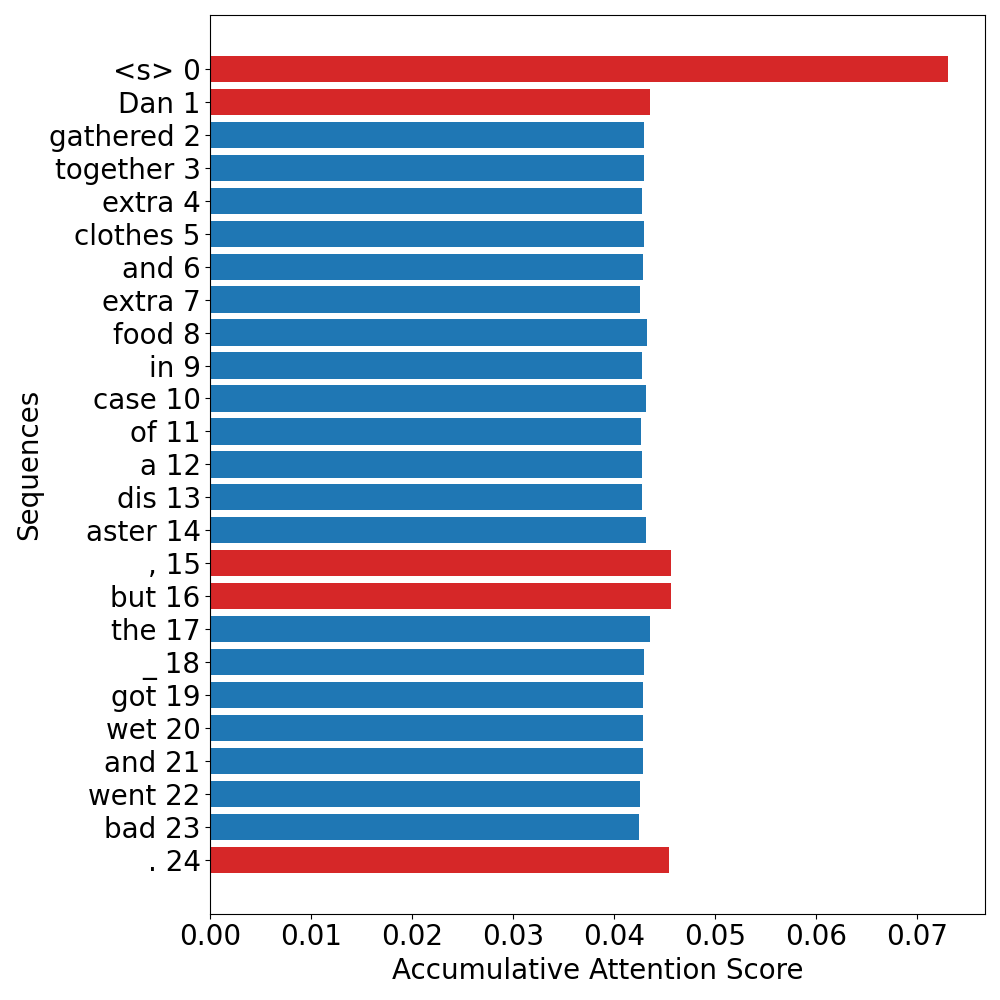 <s> 0
Dan 1
gathered 2
together 3
extra 4
clothes 5
and 6
extra 7
food 8
in 9
case 10
of 11
a 12
dis 13
aster 14
, 15
but 16
the 17
_ 18
got 19
wet 20
and 21
went 22
bad 23
. 24
Sequences
0.00 0.01 0.02 0.03 0.04 0.05 0.06 0.07
Accumulative Attention Score